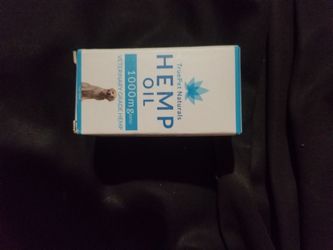 TruePet Naturals
HEMP
OIL
1000mg
VETERINARY GRADE HEMP